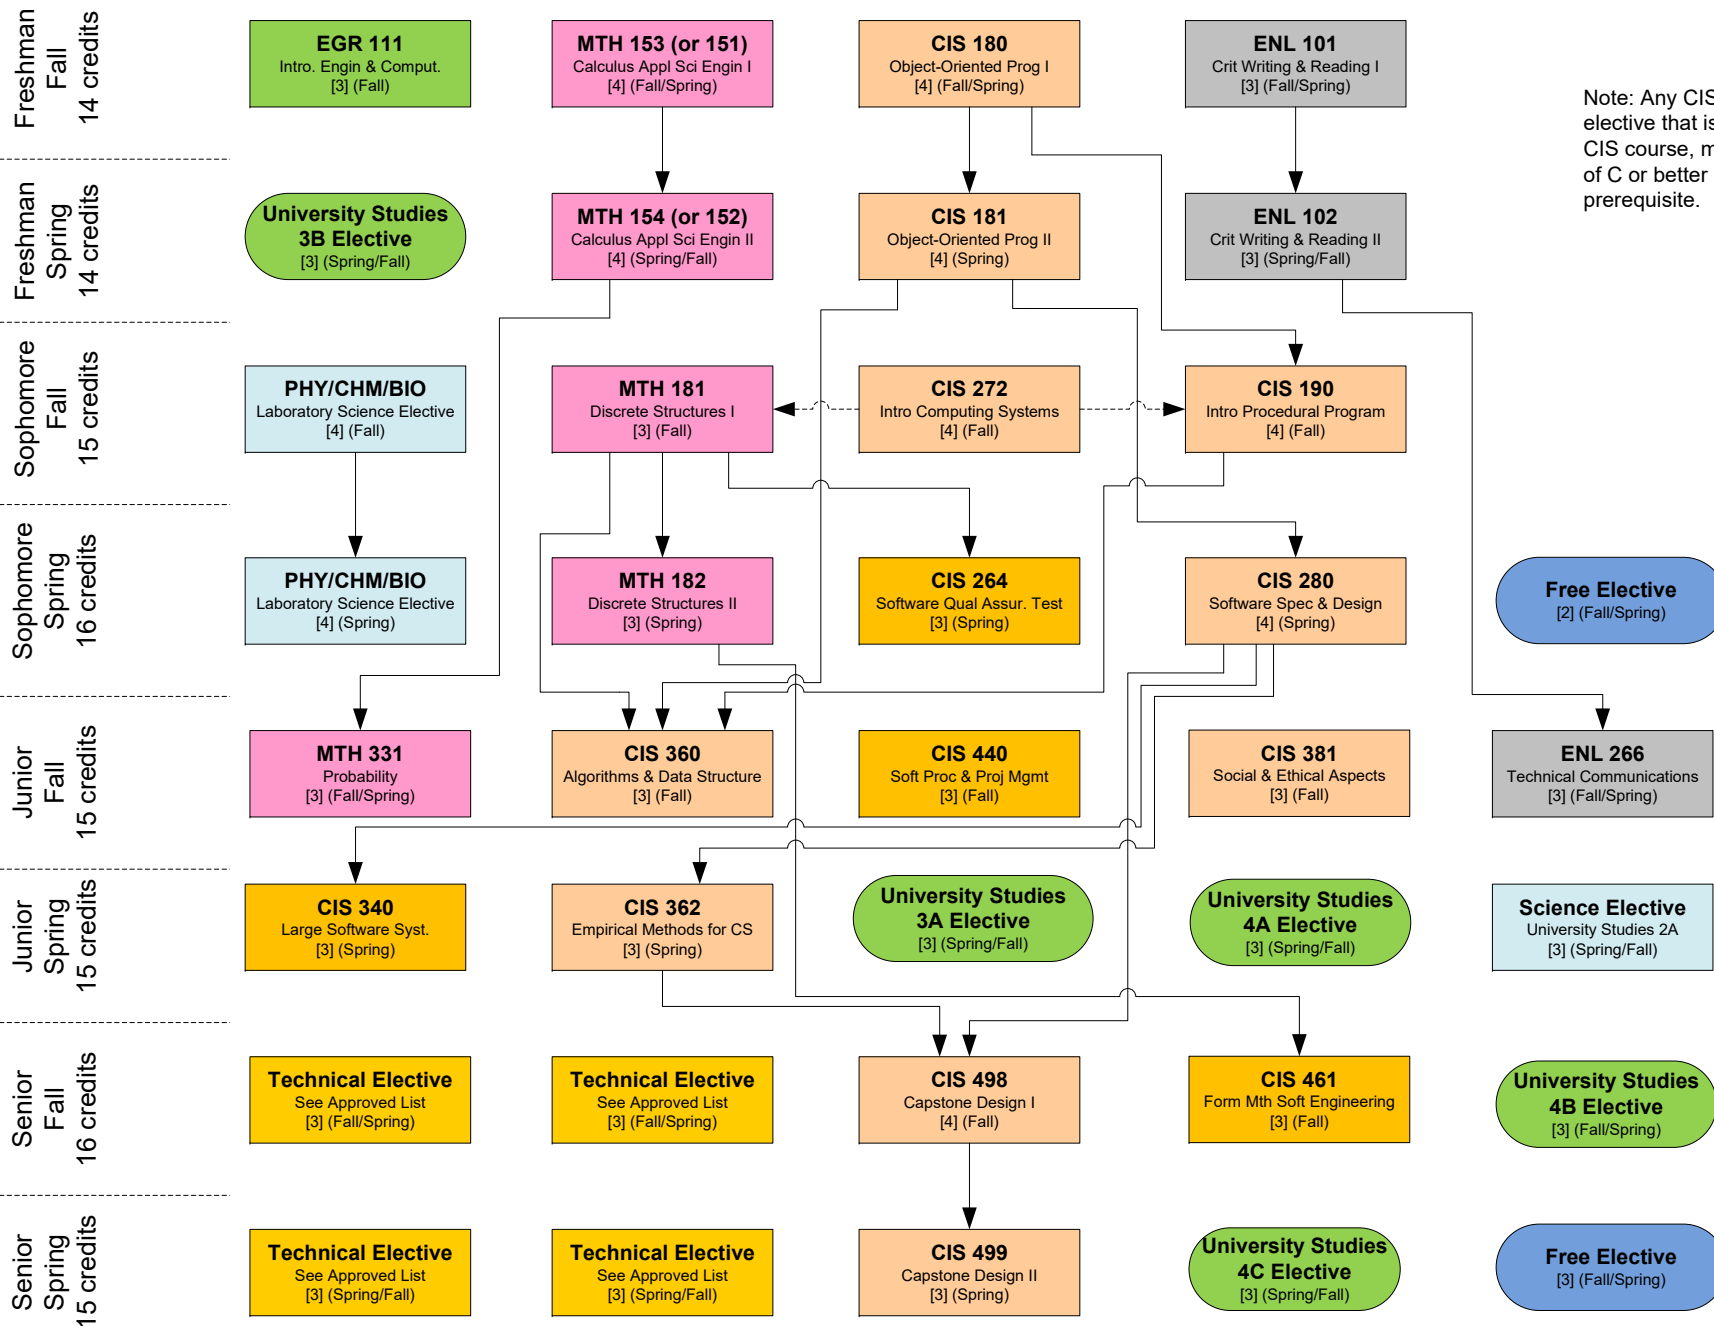 Freshman
Fall
14 credits
EGR 111
Intro. Engin & Comput.
[3] (Fall)
MTH 153 (or 151)
Calculus Appl Sci Engin I
[4] (Fall/Spring)
CIS 180
Object-Oriented Prog I
[4] (Fall/Spring)
ENL 101
Crit Writing & Reading I
[3] (Fall/Spring)
Note: Any CIS
elective that is
CIS course, m
of C or better
prerequisite.
Freshman
Spring
14 credits
University Studies
3B Elective
[3] (Spring/Fall)
MTH 154 (or 152)
Calculus Appl Sci Engin II
[4] (Spring/Fall)
CIS 181
Object-Oriented Prog II
[4] (Spring)
ENL 102
Crit Writing & Reading II
[3] (Spring/Fall)
Sophomore
Fall
15 credits
PHY/CHM/BIO
Laboratory Science Elective
[4] (Fall)
MTH 181
Discrete Structures I
[3] (Fall)
CIS 272
Intro Computing Systems
[4] (Fall)
CIS 190
Intro Procedural Program
[4] (Fall)
Sophomore
Spring
16 credits
PHY/CHM/BIO
Laboratory Science Elective
[4] (Spring)
MTH 182
Discrete Structures II
[3] (Spring)
CIS 264
Software Qual Assur. Test
[3] (Spring)
CIS 280
Software Spec & Design
[4] (Spring)
Free Elective
[2] (Fall/Spring)
Junior
Fall
15 credits
MTH 331
Probability
[3] (Fall/Spring)
CIS 360
Algorithms & Data Structure
[3] (Fall)
CIS 440
Soft Proc & Proj Mgmt
[3] (Fall)
CIS 381
Social & Ethical Aspects
[3] (Fall)
ENL 266
Technical Communications
[3] (Fall/Spring)
Junior
Spring
15 credits
CIS 340
Large Software Syst.
[3] (Spring)
CIS 362
Empirical Methods for CS
[3] (Spring)
University Studies
3A Elective
[3] (Spring/Fall)
University Studies
4A Elective
[3] (Spring/Fall)
Science Elective
University Studies 2A
[3] (Spring/Fall)
Senior
Fall
16 credits
Technical Elective
See Approved List
[3] (Fall/Spring)
Technical Elective
See Approved List
[3] (Fall/Spring)
CIS 498
Capstone Design I
[4] (Fall)
CIS 461
Form Mth Soft Engineering
[3] (Fall)
University Studies
4B Elective
[3] (Fall/Spring)
Senior
Spring
15 credits
Technical Elective
See Approved List
[3] (Spring/Fall)
Technical Elective
See Approved List
[3] (Spring/Fall)
CIS 499
Capstone Design II
[3] (Spring)
University Studies
4C Elective
[3] (Spring/Fall)
Free Elective
[3] (Fall/Spring)